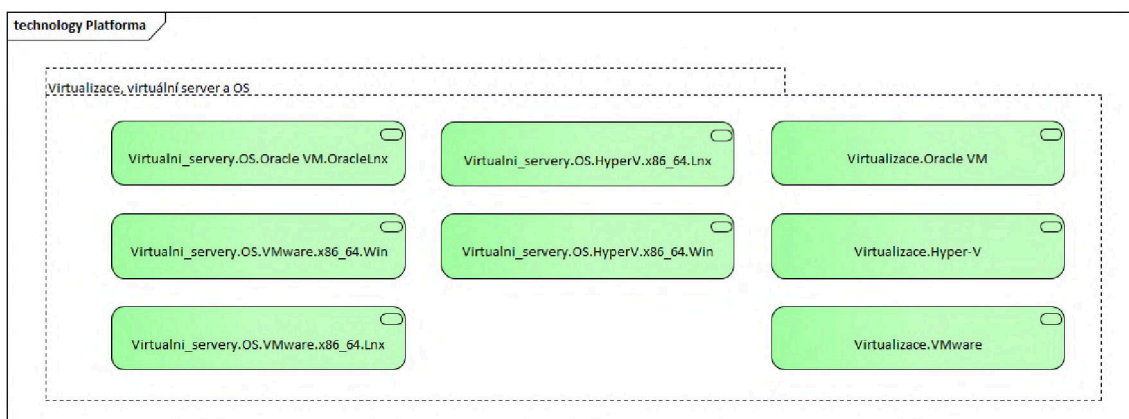 technology Platforma
Virtualizace, virtuální server a OS
Virtualni_servery.OS.Oracle VM.OracleLnx
Virtualni_servery.OS.HyperV.x86_64.Lnx
Virtualizace.Oracle VM
Virtualni_servery.OS.VMware.x86_64.Win
Virtualni_servery.OS.HyperV.x86_64.Win
Virtualizace.Hyper-V
Virtualni_servery.OS.VMware.x86_64.Lnx
Virtualizace.VMware